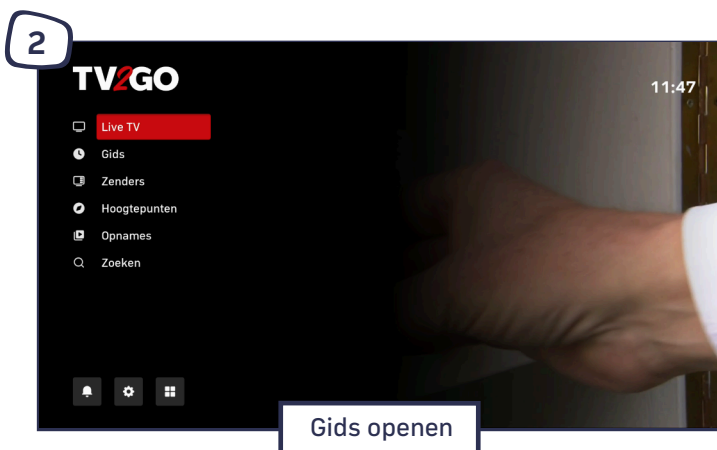 2
TV2GO
11:47
Live TV
Gids
Zenders
Hoogtepunten
Opnames
Zoeken
Gids openen